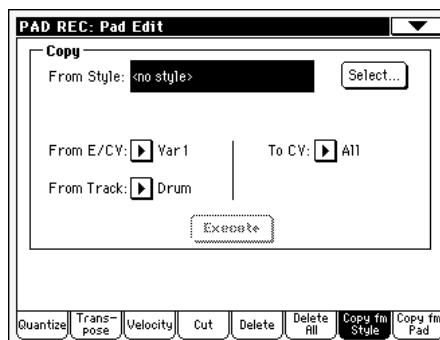 PAD REC: Pad Edit
Copy
From Style: <no style> Select...
From E/CV: Var1 To CV: All
From Track: Drum
Execute
Quantize Trans-pose Velocity Cut Delete Delete All Copy fm Style Copy fm Pad